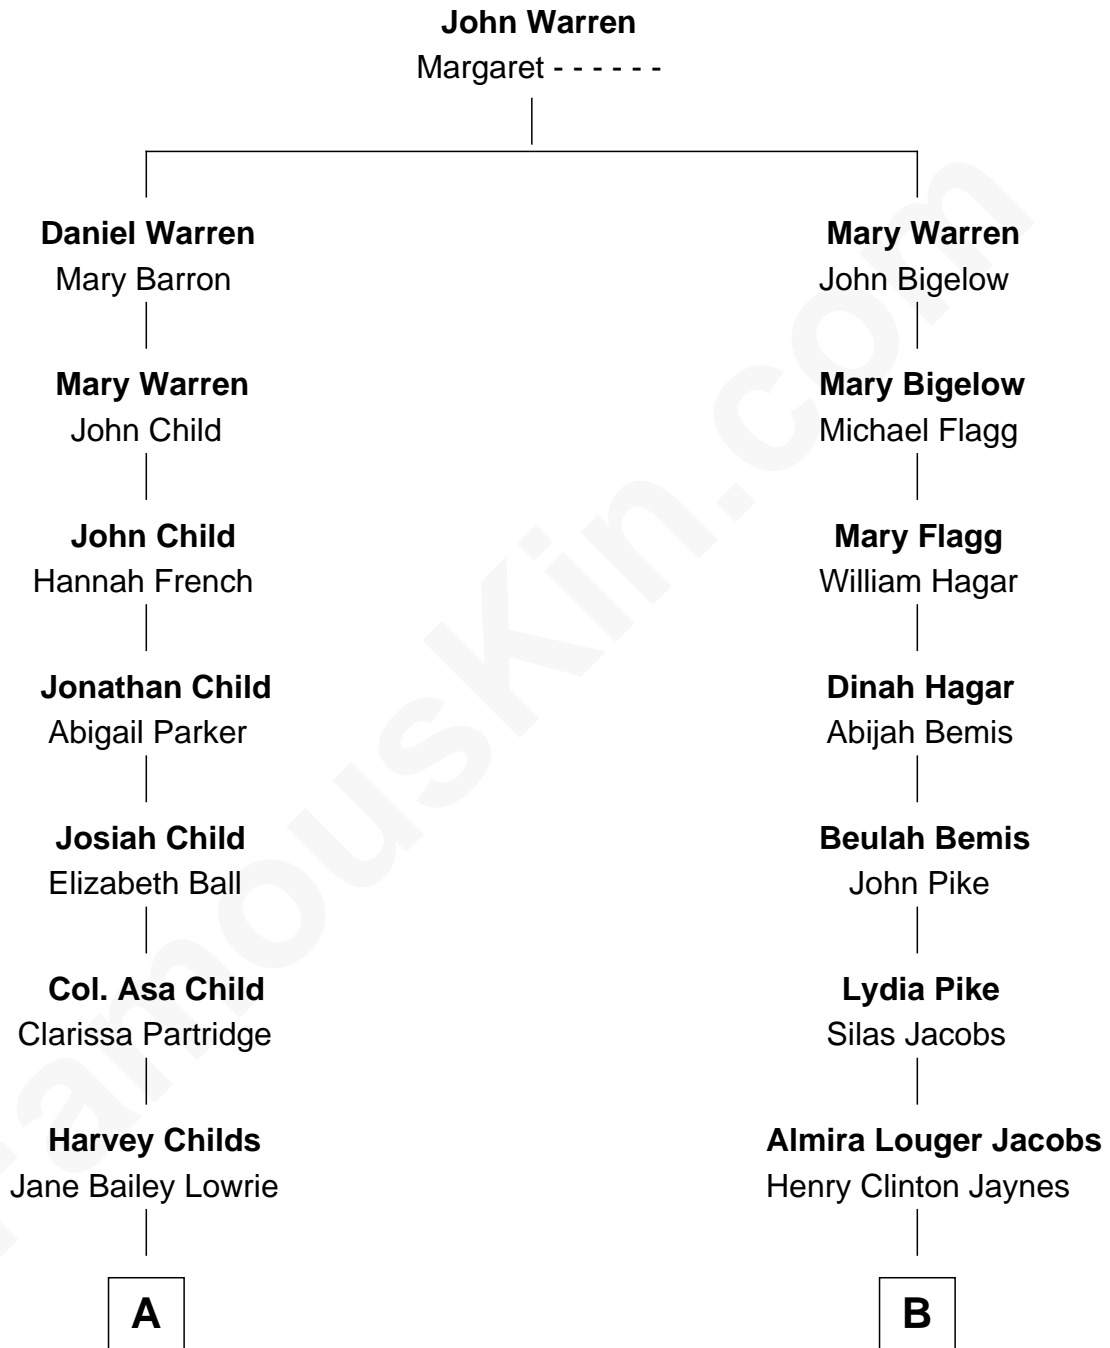 John Warren
Margaret - - - - - -
Daniel Warren
Mary Barron
Mary Warren
John Bigelow
Mary Warren
John Child
Mary Bigelow
Michael Flagg
John Child
Hannah French
Mary Flagg
William Hagar
Jonathan Child
Abigail Parker
Dinah Hagar
Abijah Bemis
Josiah Child
Elizabeth Ball
Beulah Bemis
John Pike
Col. Asa Child
Clarissa Partridge
Lydia Pike
Silas Jacobs
Harvey Childs
Jane Bailey Lowrie
Almira Louger Jacobs
Henry Clinton Jaynes
A
B
FamousKin.com